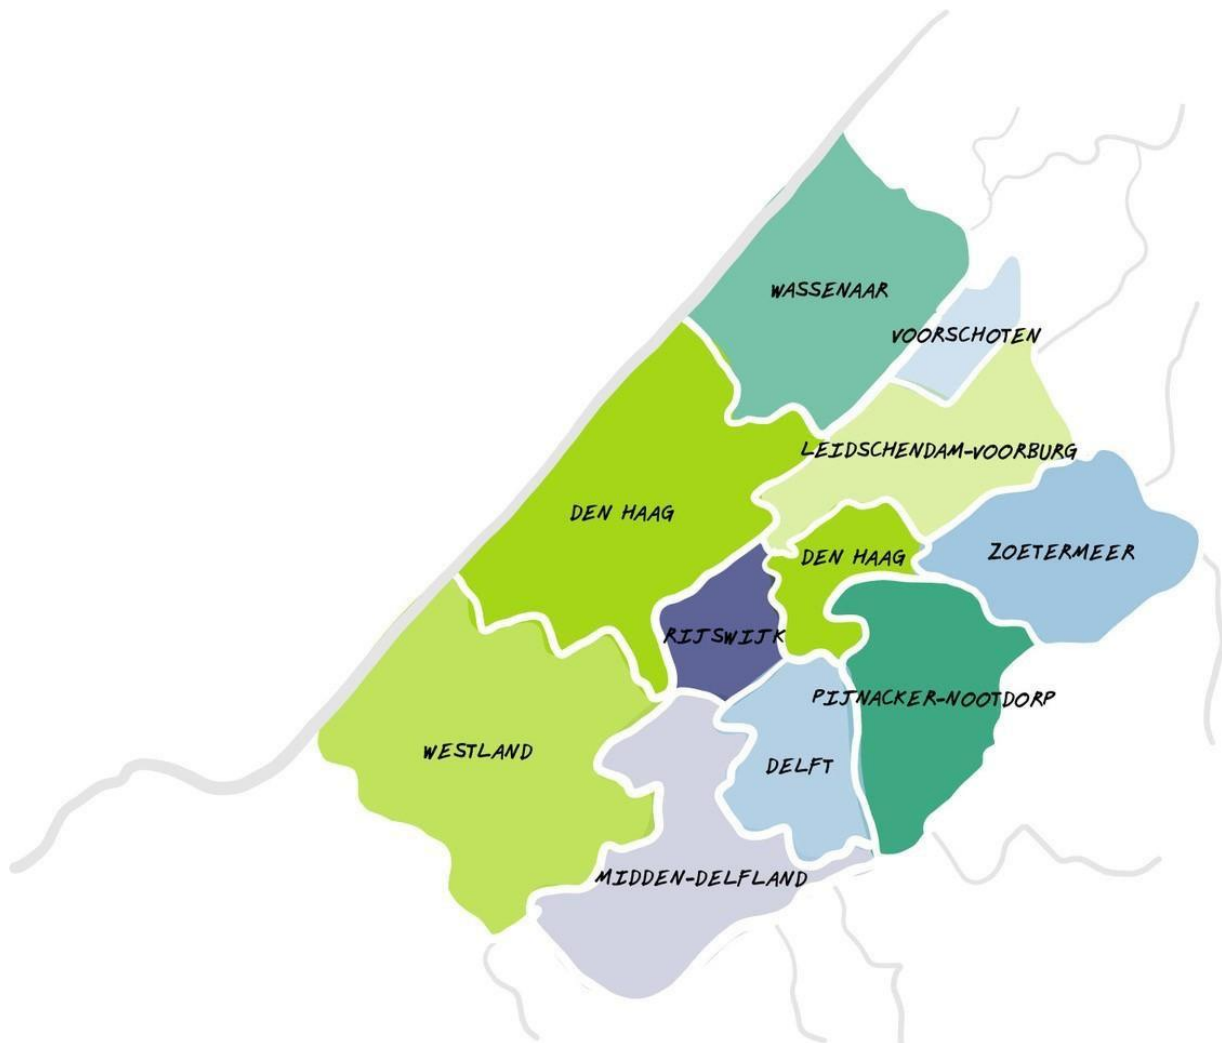 WASSENAAR
VOORSCHOTEN
LEIDSCHENDAM-VOORBURG
DEN HAAG
DEN HAAG
ZOETERMEER
RIJSWIJK
PIJNACKER-NOOTDORP
WESTLAND
DELFT
MIDDEN-DELFLAND